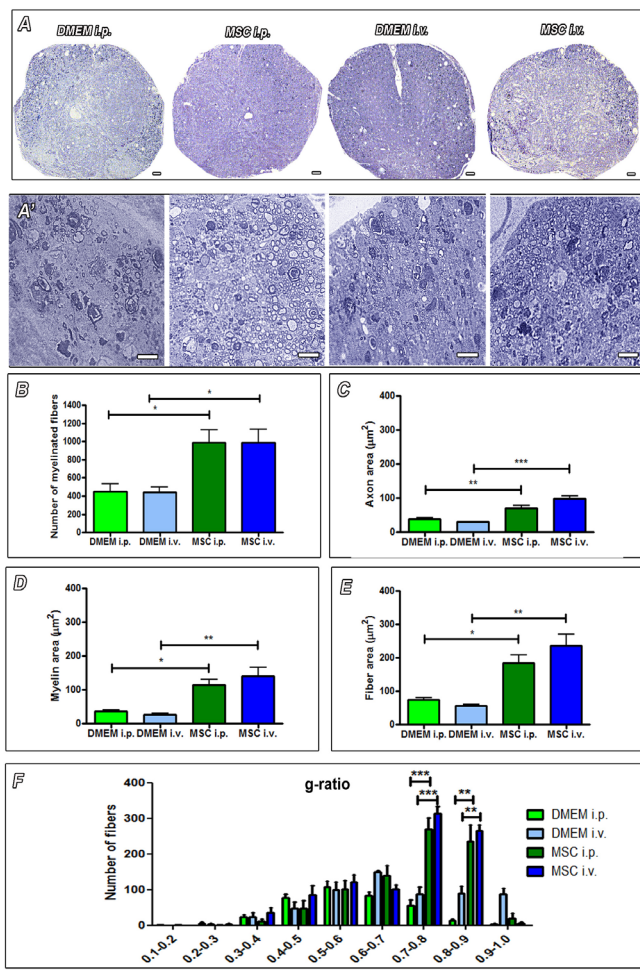 A
DMEM i.p.
MSC i.p.
DMEM i.v.
MSC i.v.
A'
B
Number of myelinated fibers
1400
1200
1000
800
600
400
200
0
*
*
DMEM i.p.
DMEM i.v.
MSC i.p.
MSC i.v.
C
Axon area (µm²)
400
300
200
100
0
***
**
DMEM i.p.
DMEM i.v.
MSC i.p.
MSC i.v.
D
Myelin area (µm²)
400
300
200
100
0
**
*
DMEM i.p.
DMEM i.v.
MSC i.p.
MSC i.v.
E
Fiber area (µm²)
400
300
200
100
0
**
*
DMEM i.p.
DMEM i.v.
MSC i.p.
MSC i.v.
F
g-ratio
Number of fibers
400
300
200
100
0
***
***
**
**
DMEM i.p.
DMEM i.v.
MSC i.p.
MSC i.v.
0.1-0.2
0.2-0.3
0.3-0.4
0.4-0.5
0.5-0.6
0.6-0.7
0.7-0.8
0.8-0.9
0.9-1.0